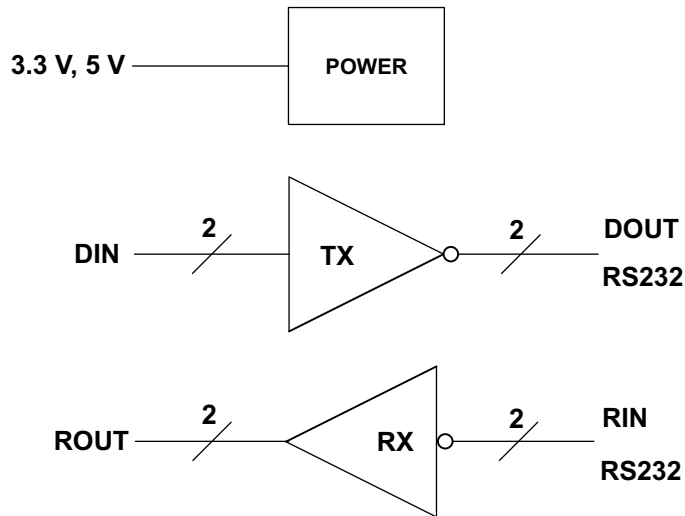 3.3 V, 5 V
POWER
2
2
DOUT
DIN
TX
RS232
2
2
RIN
ROUT
RX
RS232